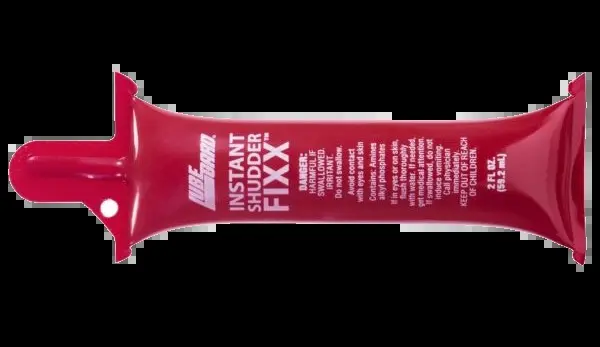 LUBE
GARD.
INSTANT
SHUDDER
FIXX™
DANGER:
HARMFUL IF
SWALLOWED.
IRRITANT.
Do not swallow.
Avoid contact
with eyes and skin
Contains: Amines
alkyl phosphates
If in eyes or on skin,
flush thoroughly
with water. If needed,
get medical attention.
If swallowed, do not
induce vomiting.
Call physician
immediately.
KEEP OUT OF REACH
OF CHILDREN.
2 FL OZ.
(59.2 mL)